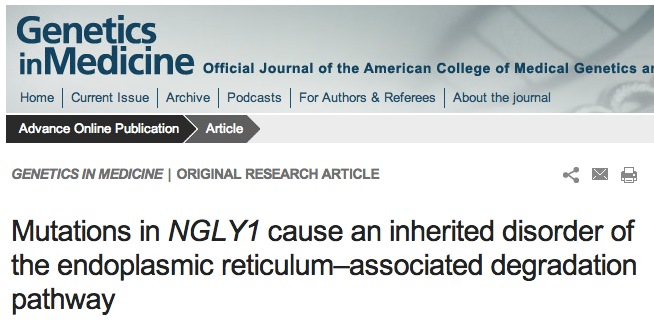 Genetics
inMedicine Official Journal of the American College of Medical Genetics
Home Current Issue Archive Podcasts For Authors & Referees About the journal
Advance Online Publication Article
GENETICS IN MEDICINE | ORIGINAL RESEARCH ARTICLE
Mutations in NGLY1 cause an inherited disorder of
the endoplasmic reticulum–associated degradation
pathway